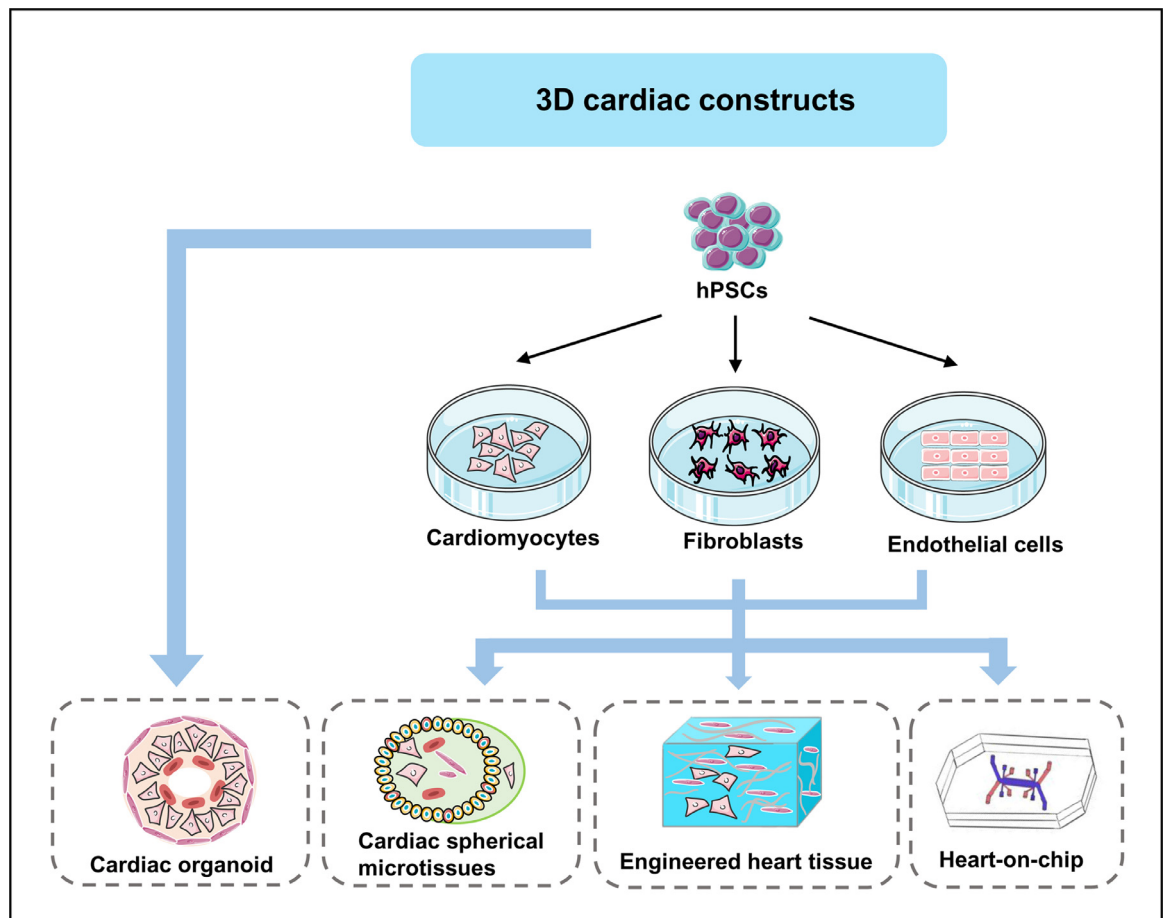 3D cardiac constructs
hPSCs
Cardiomyocytes
Fibroblasts
Endothelial cells
Cardiac organoid
Cardiac spherical
microtissues
Engineered heart tissue
Heart-on-chip